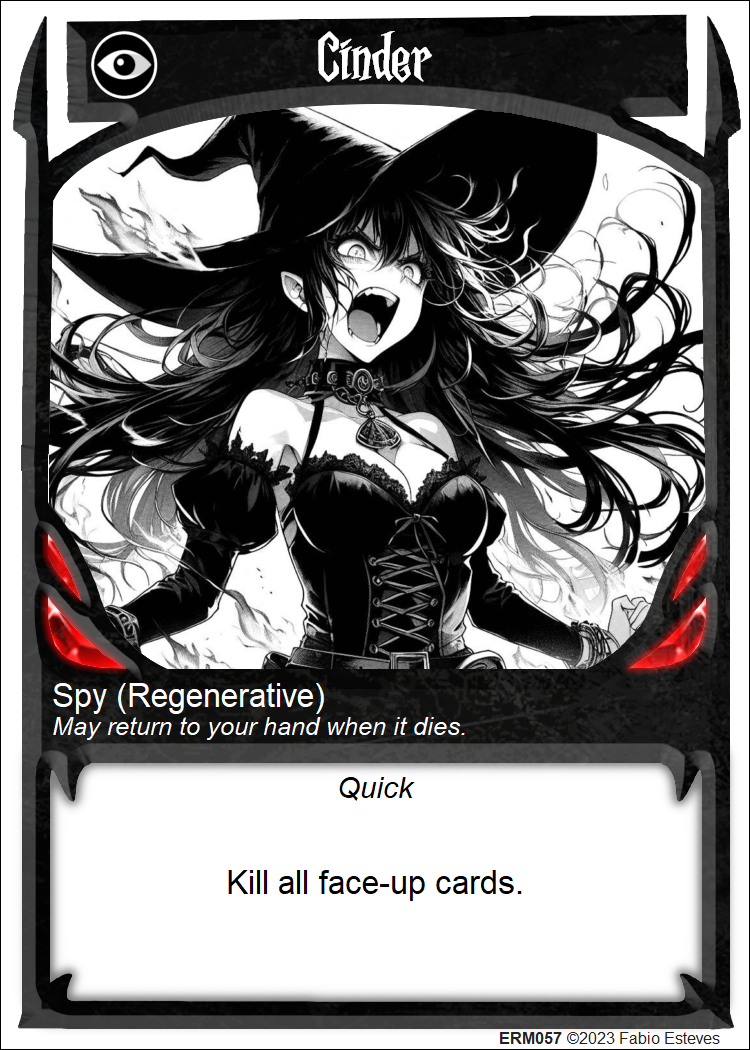 Cinder
Spy (Regenerative)
May return to your hand when it dies.
Quick
Kill all face-up cards.
ERM057 ©2023 Fabio Esteves